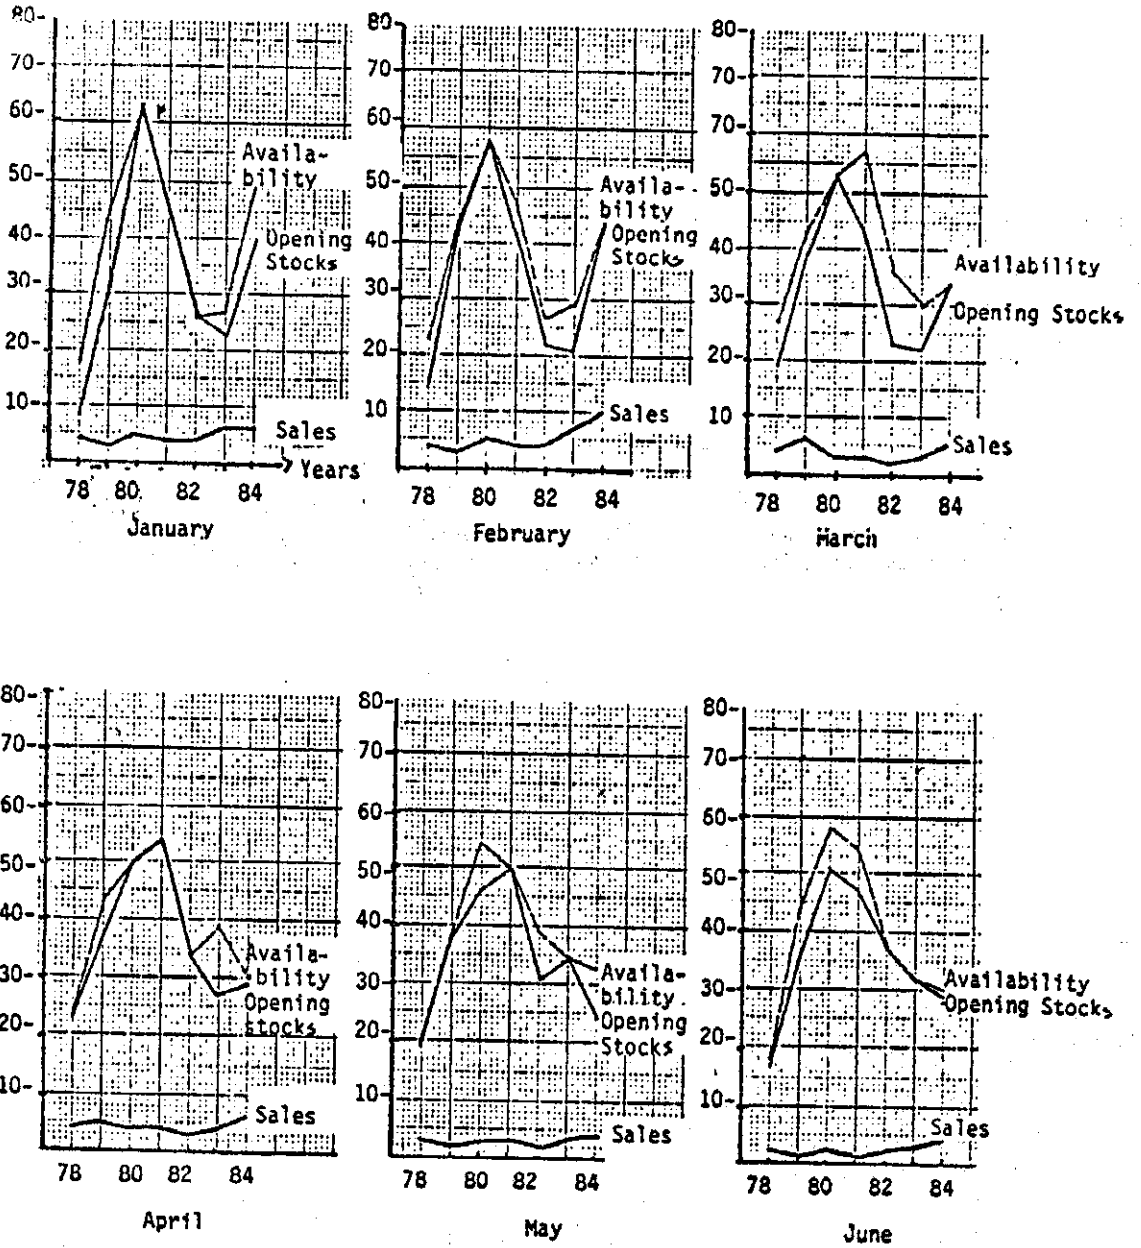 80-
70-
60-
50-
40-
30-
20-
10-
Availa-
bility
Opening
Stocks
Sales
Years
78 80 82 84
January
80-
70-
60-
50-
40-
30-
20-
10
Availa-
bility
Opening
Stocks
Sales
78 80 82 84
February
80-
70-
70-
60-
50-
40-
30-
20-
10
Availability
Opening Stocks
Sales
78 80 82 84
March
80-
70-
60-
50-
40-
30-
20-
10-
Availa-
bility
Opening
stocks
Sales
78 80 82 84
April
80-
70-
60-
50-
40-
30-
20-
10-
Availa-
bility
Opening
Stocks
Sales
78 80 82 84
May
80-
70-
60-
50-
40-
30-
20-
10-
Availability
Opening Stocks
Sales
78 80 82 84
June